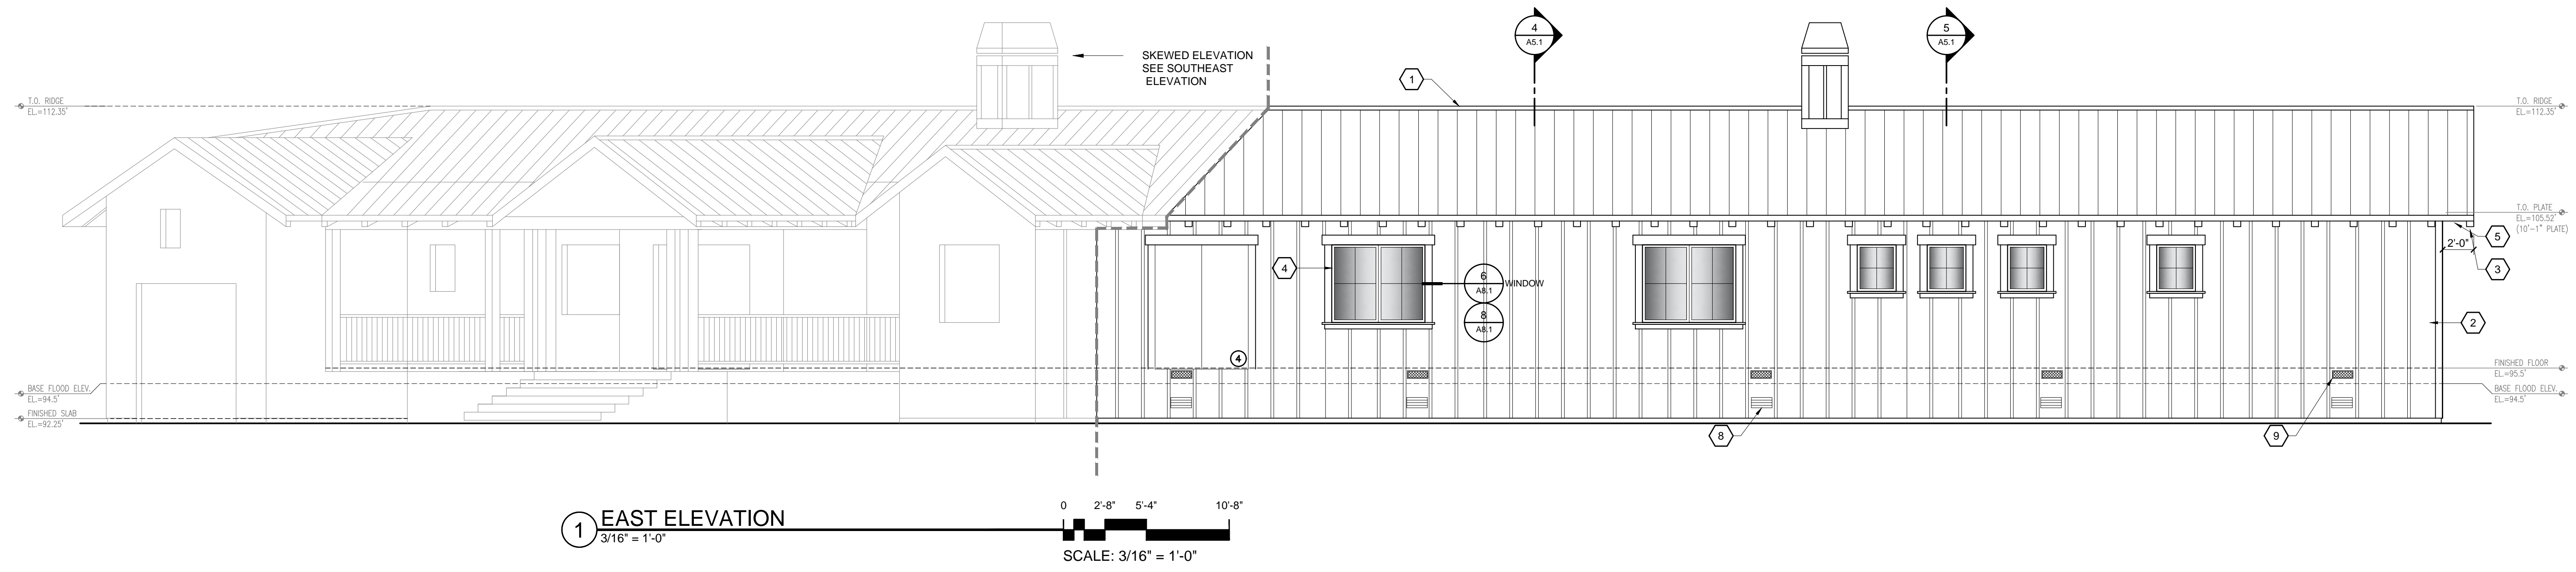 4
A5.1
5
A5.1
SKEWED ELEVATION
SEE SOUTHEAST
ELEVATION
1
T.O. RIDGE
EL.=112.35'
T.O. RIDGE
EL.=112.35'
T.O. PLATE
EL.=105.52'
(10'-1" PLATE)
5
2'-0"
3
4
6
A8.1
WINDOW
8
A8.1
2
4
FINISHED FLOOR
EL.=95.5'
BASE FLOOD ELEV.
EL.=94.5'
BASE FLOOD ELEV.
EL.=94.5'
FINISHED SLAB
EL.=92.25'
8
9
1
EAST ELEVATION
3/16" = 1'-0"
0 2'-8" 5'-4" 10'-8"
SCALE: 3/16" = 1'-0"